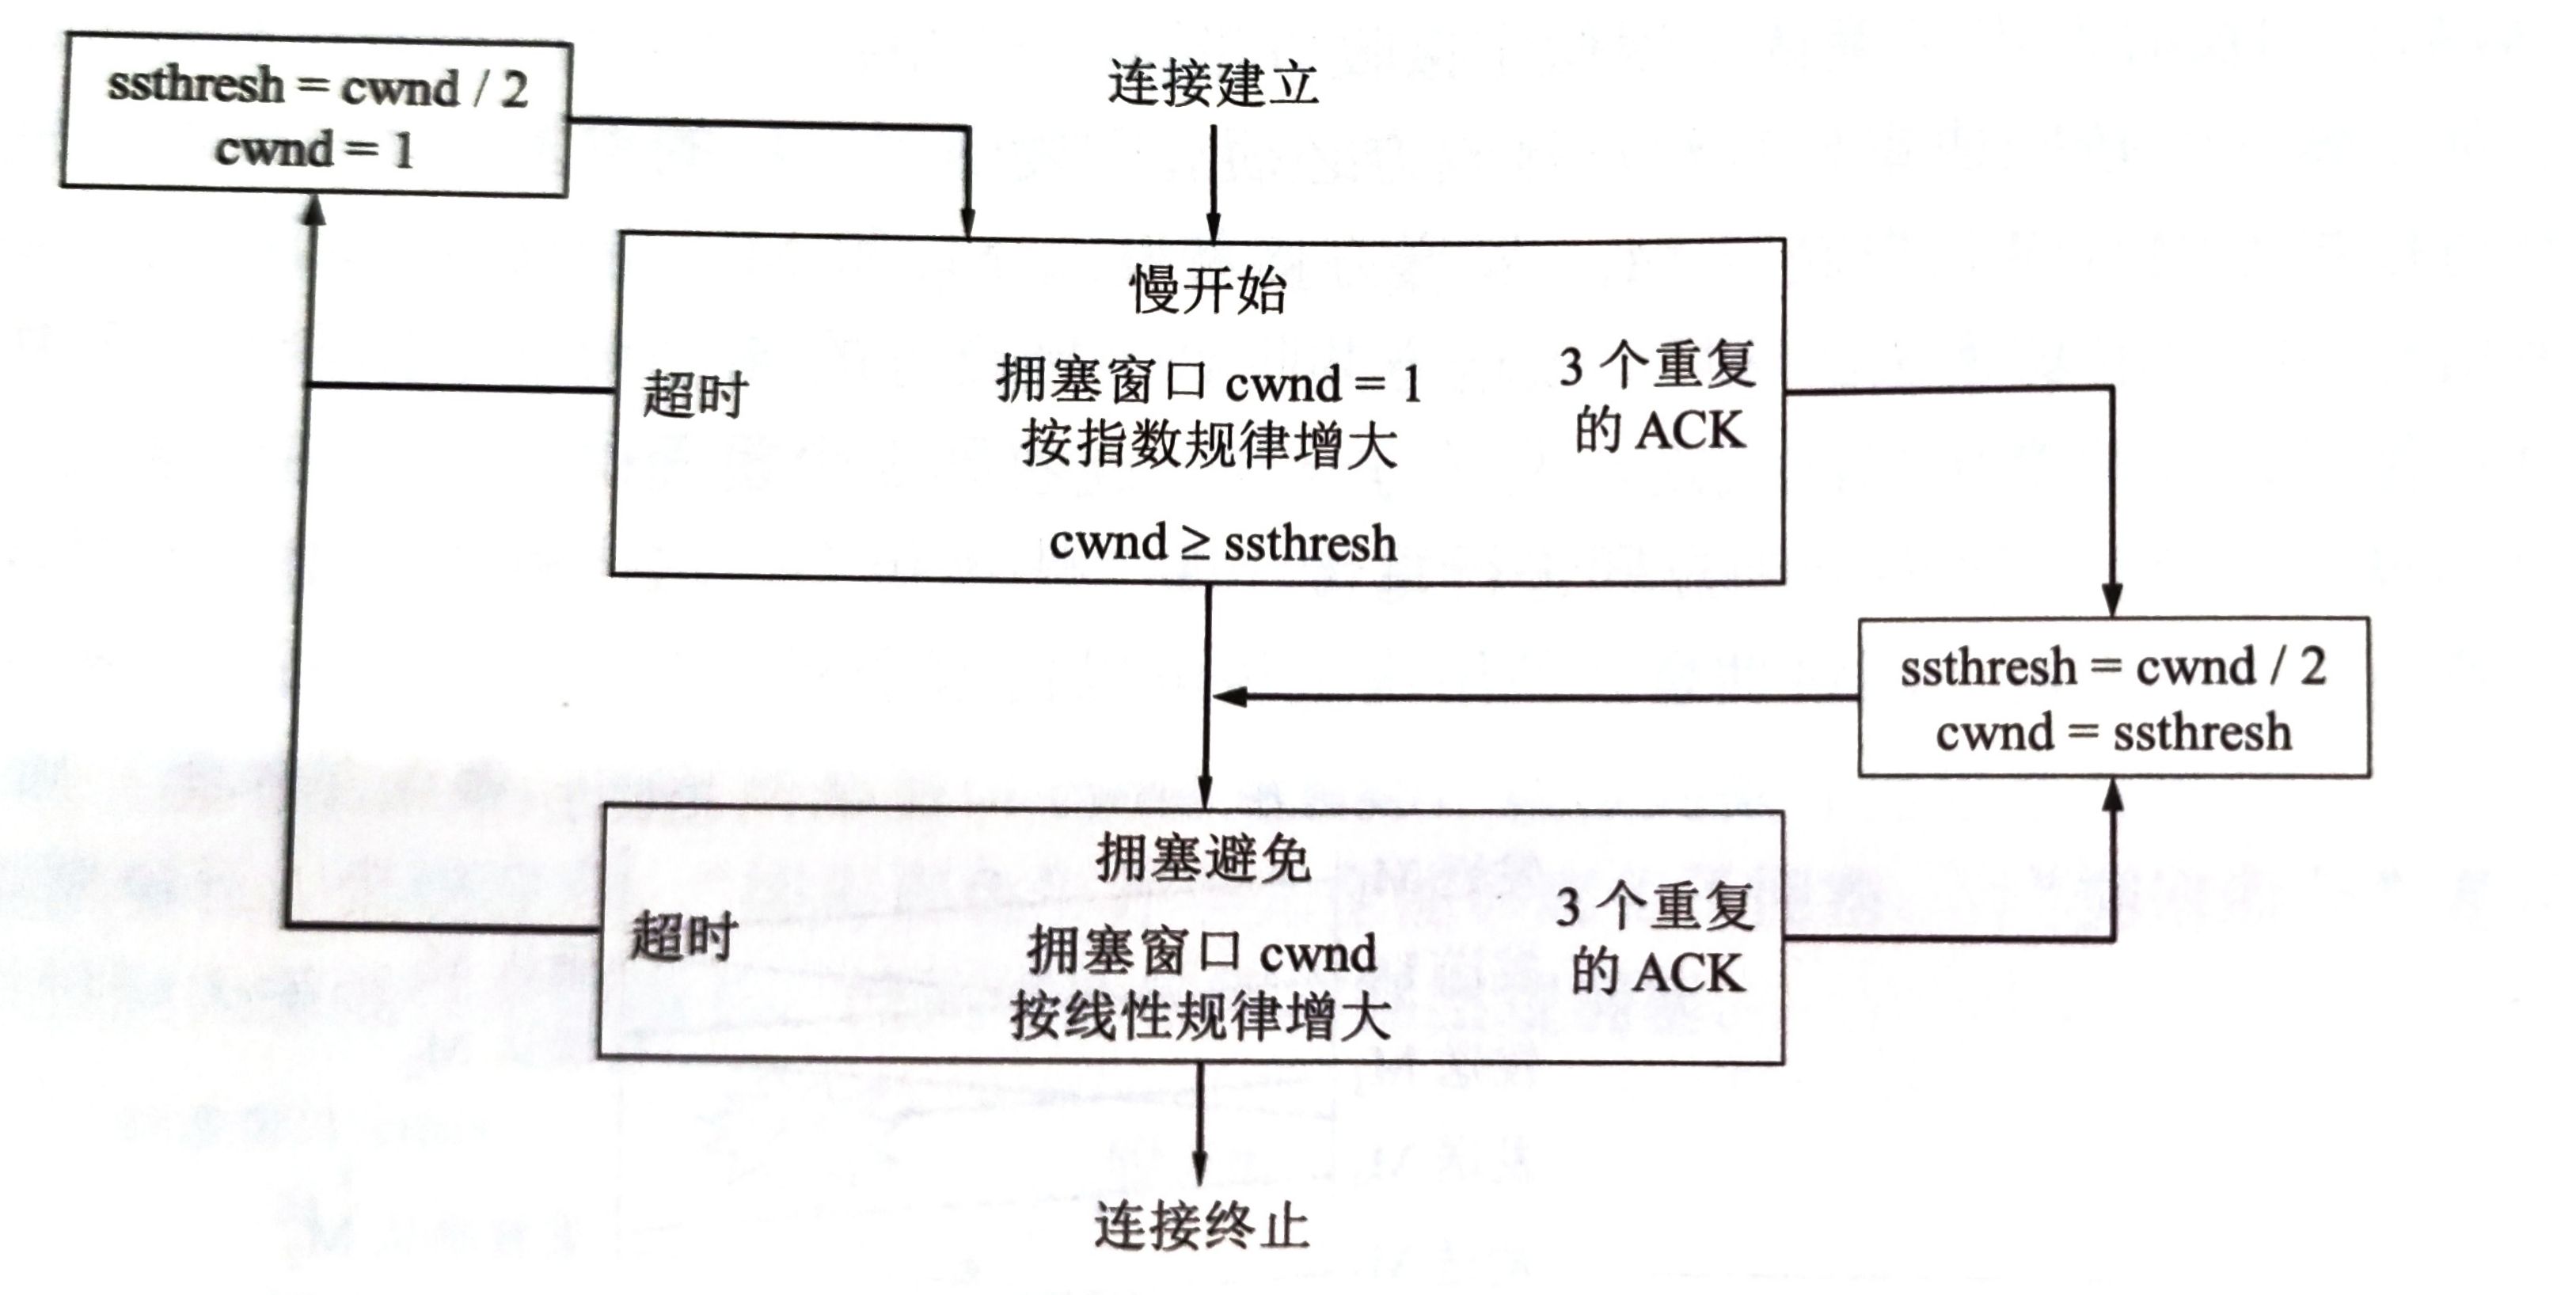 ssthresh = cwnd / 2
cwnd = 1
连接建立
慢开始
超时
拥塞窗口 cwnd = 1
按指数规律增大
3 个重复
的 ACK
cwnd ≥ ssthresh
ssthresh = cwnd / 2
cwnd = ssthresh
拥塞避免
超时
拥塞窗口 cwnd
按线性规律增大
3 个重复
的 ACK
连接终止